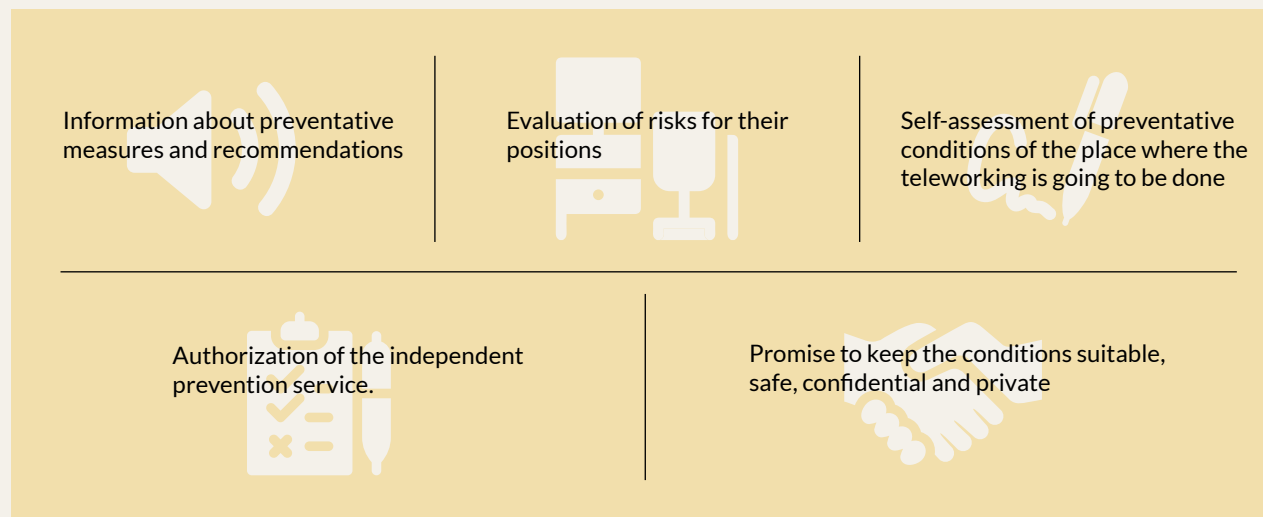 Information about preventative
measures and recommendations
Evaluation of risks for their
positions
Self-assessment of preventative
conditions of the place where the
teleworking is going to be done
Authorization of the independent
prevention service.
Promise to keep the conditions suitable,
safe, confidential and private